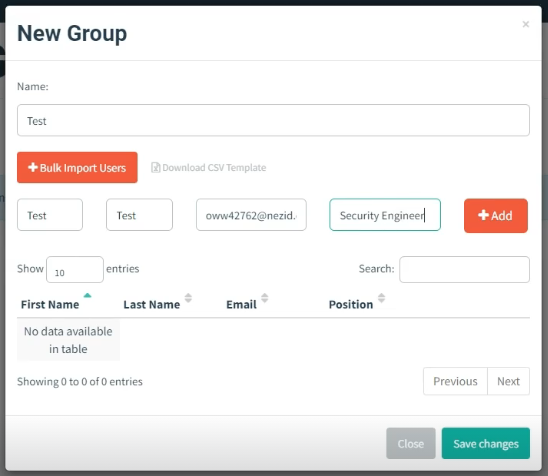 New Group
×
Name:
Test
+ Bulk Import Users Download CSV Template
Test Test oww42762@nezid. Security Engineer + Add
Show 10 entries Search:
First Name Last Name Email Position
No data available
in table
Showing 0 to 0 of 0 entries Previous Next
Close Save changes